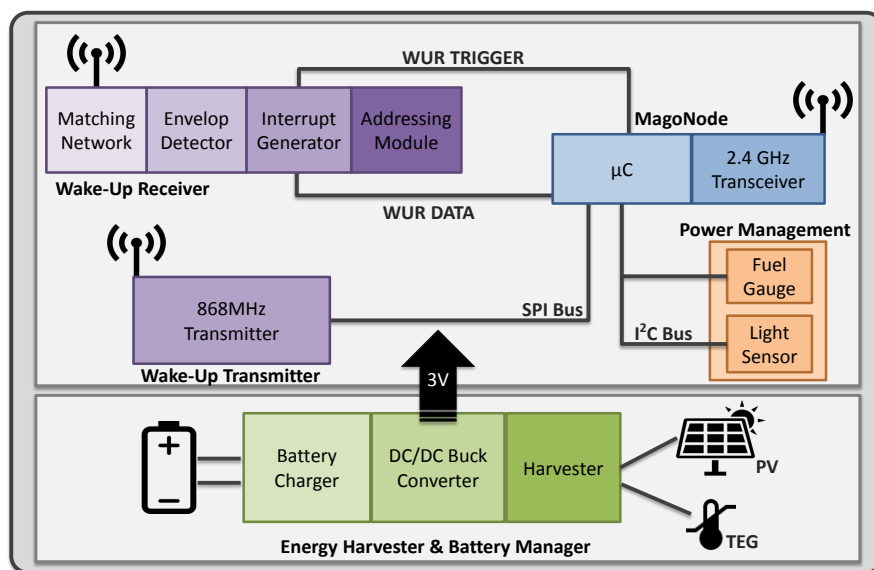 WUR TRIGGER
Matching
Network
Envelop
Detector
Interrupt
Generator
Addressing
Module
Wake-Up Receiver
WUR DATA
MagoNode
µC
2.4 GHz
Transceiver
Power Management
Fuel
Gauge
Light
Sensor
I²C Bus
SPI Bus
868MHz
Transmitter
Wake-Up Transmitter
3V
Battery
Charger
DC/DC Buck
Converter
Harvester
PV
TEG
Energy Harvester & Battery Manager